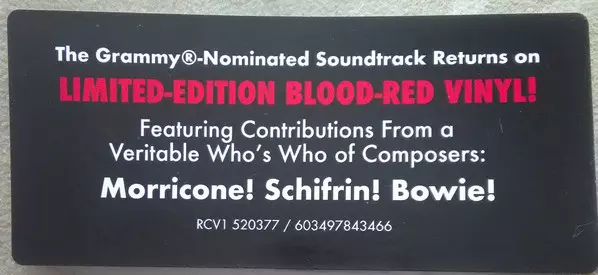 The Grammy®-Nominated Soundtrack Returns on
LIMITED-EDITION BLOOD-RED VINYL!
Featuring Contributions From a
Veritable Who's Who of Composers:
Morricone! Schifrin! Bowie!
RCV1 520377 / 603497843466